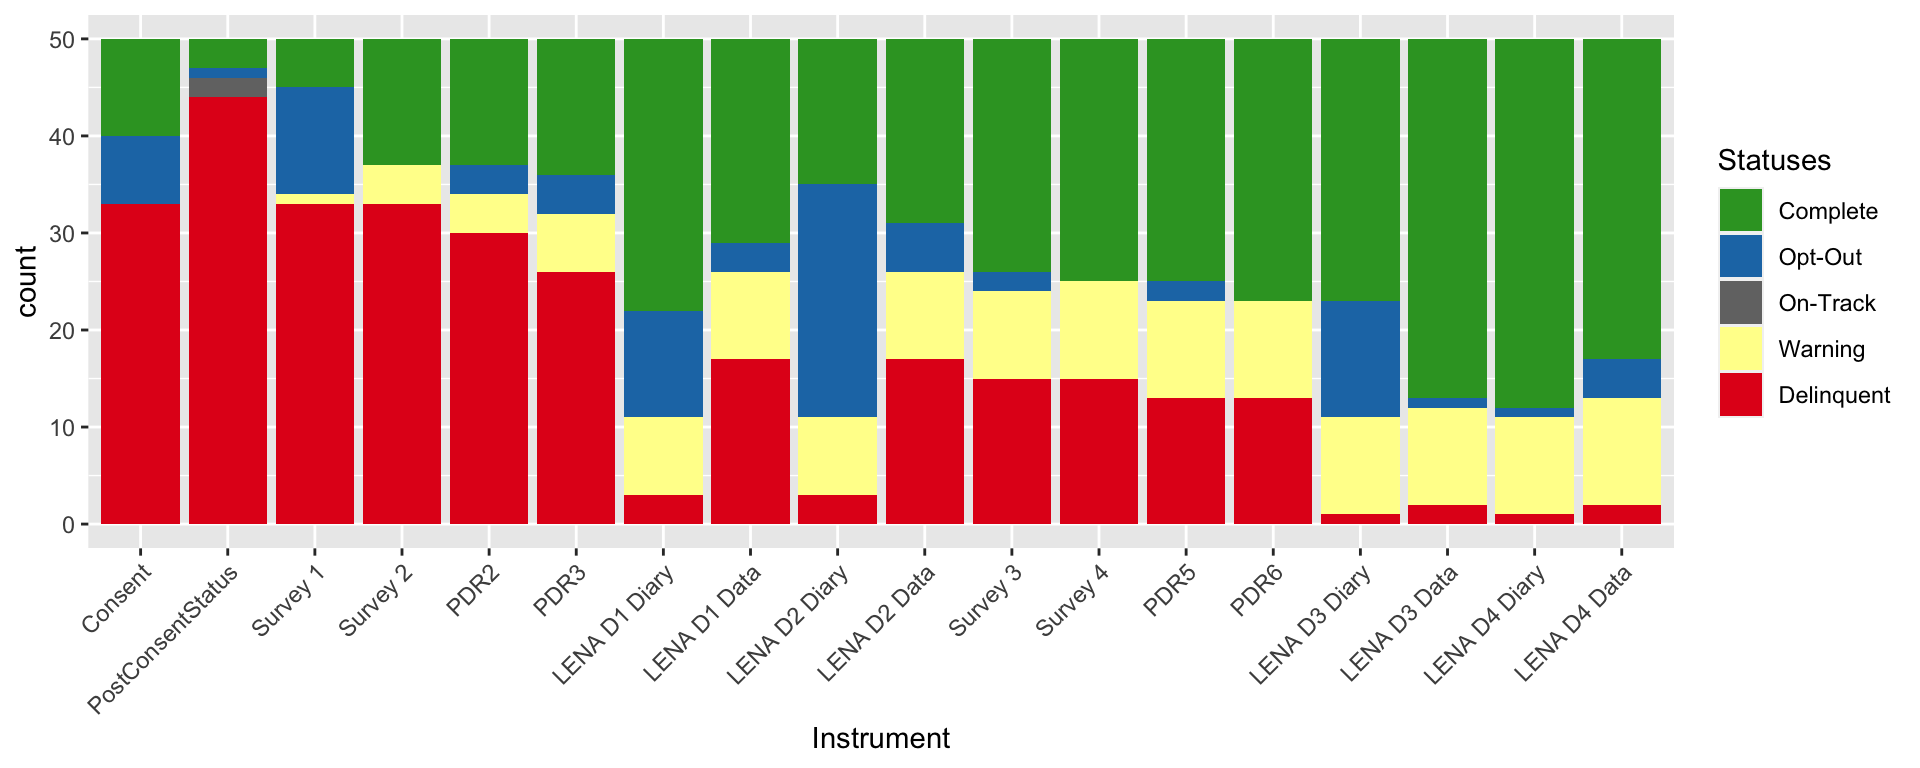 50
40
30
20
10
0
count
Consent
PostConsentStatus
Survey 1
Survey 2
PDR2
PDR3
LENA D1 Diary
LENA D1 Data
LENA D2 Diary
LENA D2 Data
Survey 3
Survey 4
PDR5
PDR6
LENA D3 Diary
LENA D3 Data
LENA D4 Diary
LENA D4 Data
Instrument
Statuses
Complete
Opt-Out
On-Track
Warning
Delinquent